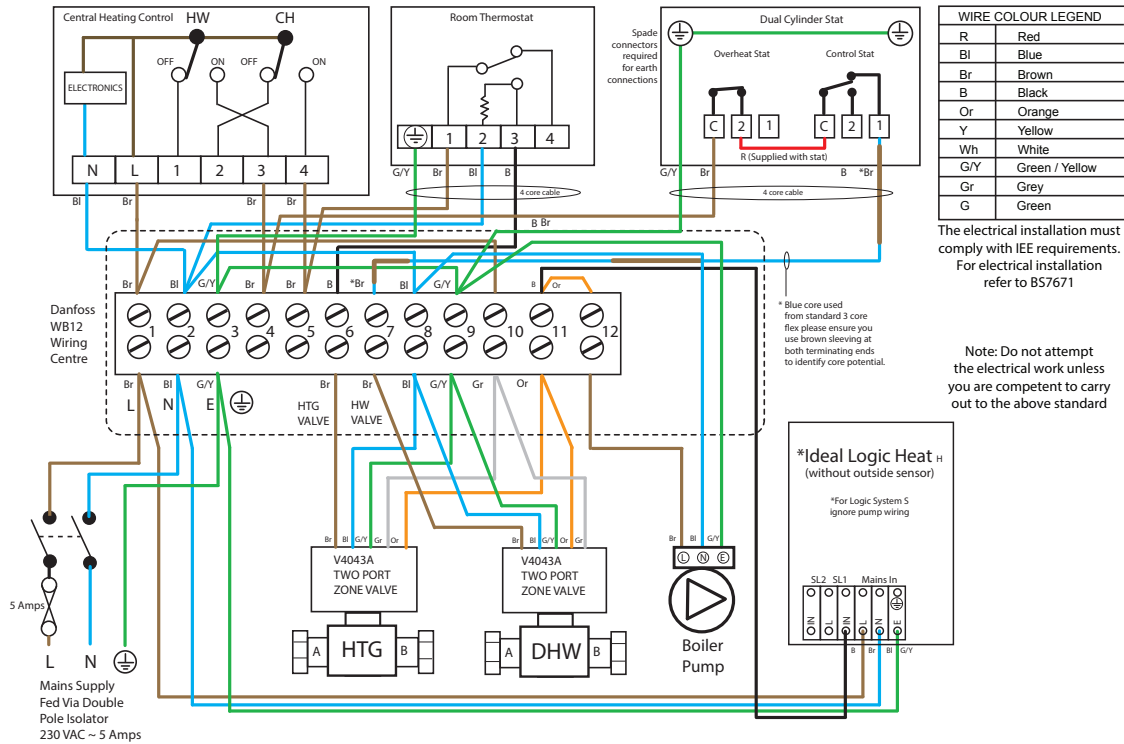 Central Heating Control
HW
CH
OFF
ON
OFF
ON
ELECTRONICS
N
L
1
2
3
4
Bl
Br
Br
Br
Room Thermostat
1
2
3
4
G/Y
Br
Bl
B
4 core cable
Dual Cylinder Stat
Spade
connectors
required
for earth
connections
Overheat Stat
Control Stat
C
2
1
C
2
1
R (Supplied with stat)
G/Y
Br
B
*Br
4 core cable
WIRE COLOUR LEGEND
R Red
Bl Blue
Br Brown
B Black
Or Orange
Y Yellow
Wh White
G/Y Green / Yellow
Gr Grey
G Green
The electrical installation must
comply with IEE requirements.
For electrical installation
refer to BS7671
Note: Do not attempt
the electrical work unless
you are competent to carry
out to the above standard
B Br
Br
Bl
G/Y
Br
Br
B
*Br
Bl
G/Y
B
Or
Danfoss
WB12
Wiring
Centre
1
2
3
4
5
6
7
8
9
10
11
12
* Blue core used
from standard 3 core
flex please ensure you
use brown sleeving at
both terminating ends
to identify core potential.
Br
Bl
G/Y
Br
Br
Bl
G/Y
Gr
Or
L
N
E
HTG
VALVE
HW
VALVE
*Ideal Logic Heat H
(without outside sensor)
*For Logic System S
ignore pump wiring
SL2 SL1 Mains In
IN
L
IN
L
N
E
B
Br
Bl
G/Y
Br
Bl
G/Y
Gr
Or
V4043A
TWO PORT
ZONE VALVE
A
HTG
B
Br
Bl
G/Y
Gr
Or
V4043A
TWO PORT
ZONE VALVE
A
DHW
B
Br
Bl
G/Y
L
N
E
Boiler
Pump
5 Amps
L
N
Mains Supply
Fed Via Double
Pole Isolator
230 VAC ~ 5 Amps